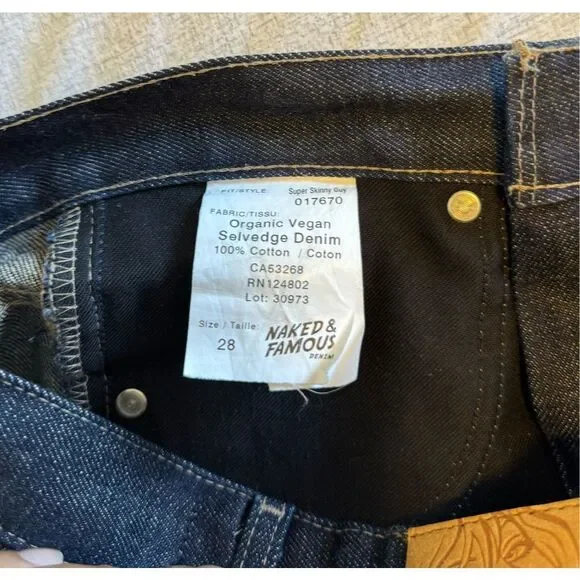 FIT/STYLE: Super Skinny Guy
017670
FABRIC/TISSU:
Organic Vegan
Selvedge Denim
100% Cotton / Coton
CA53268
RN124802
Lot: 30973
Size / Taille:
28
NAKED &
FAMOUS
DENIM